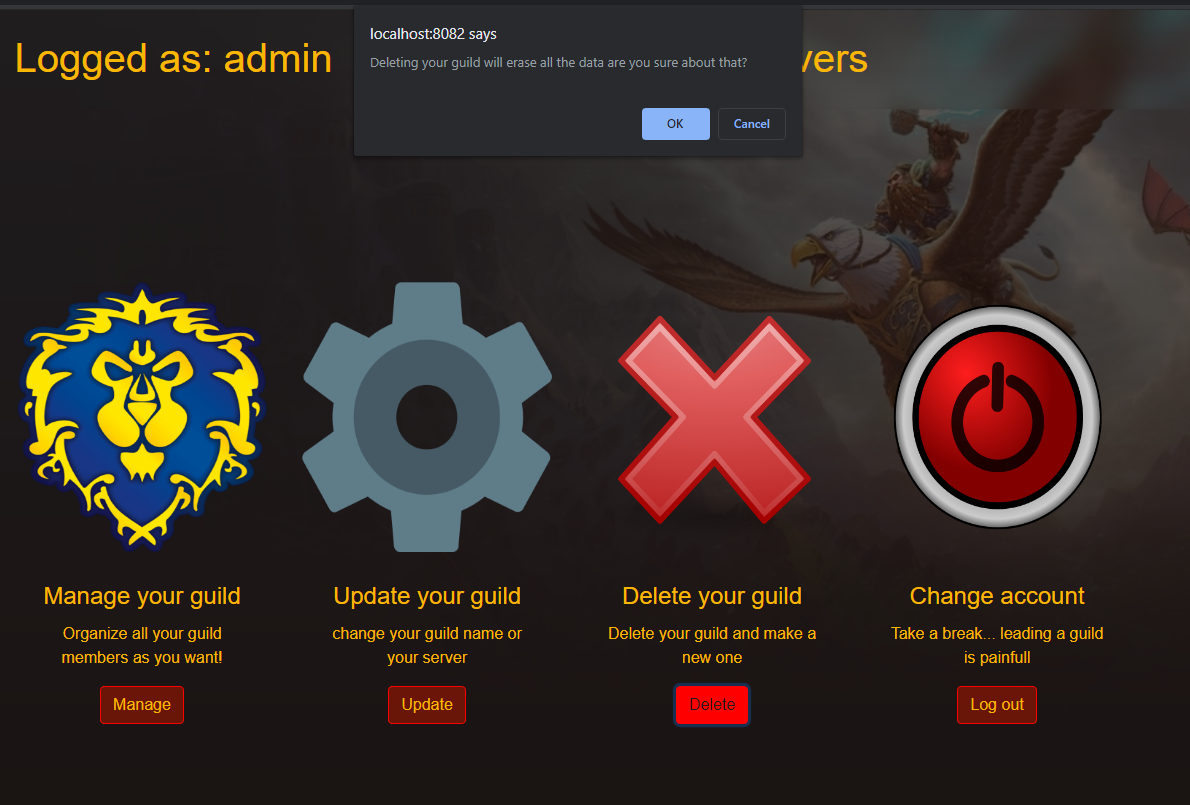 Logged as: admin
localhost:8082 says
Deleting your guild will erase all the data are you sure about that?
OK
Cancel
Manage your guild
Organize all your guild
members as you want!
Manage
Update your guild
change your guild name or
your server
Update
Delete your guild
Delete your guild and make a
new one
Delete
Change account
Take a break... leading a guild
is painfull
Log out